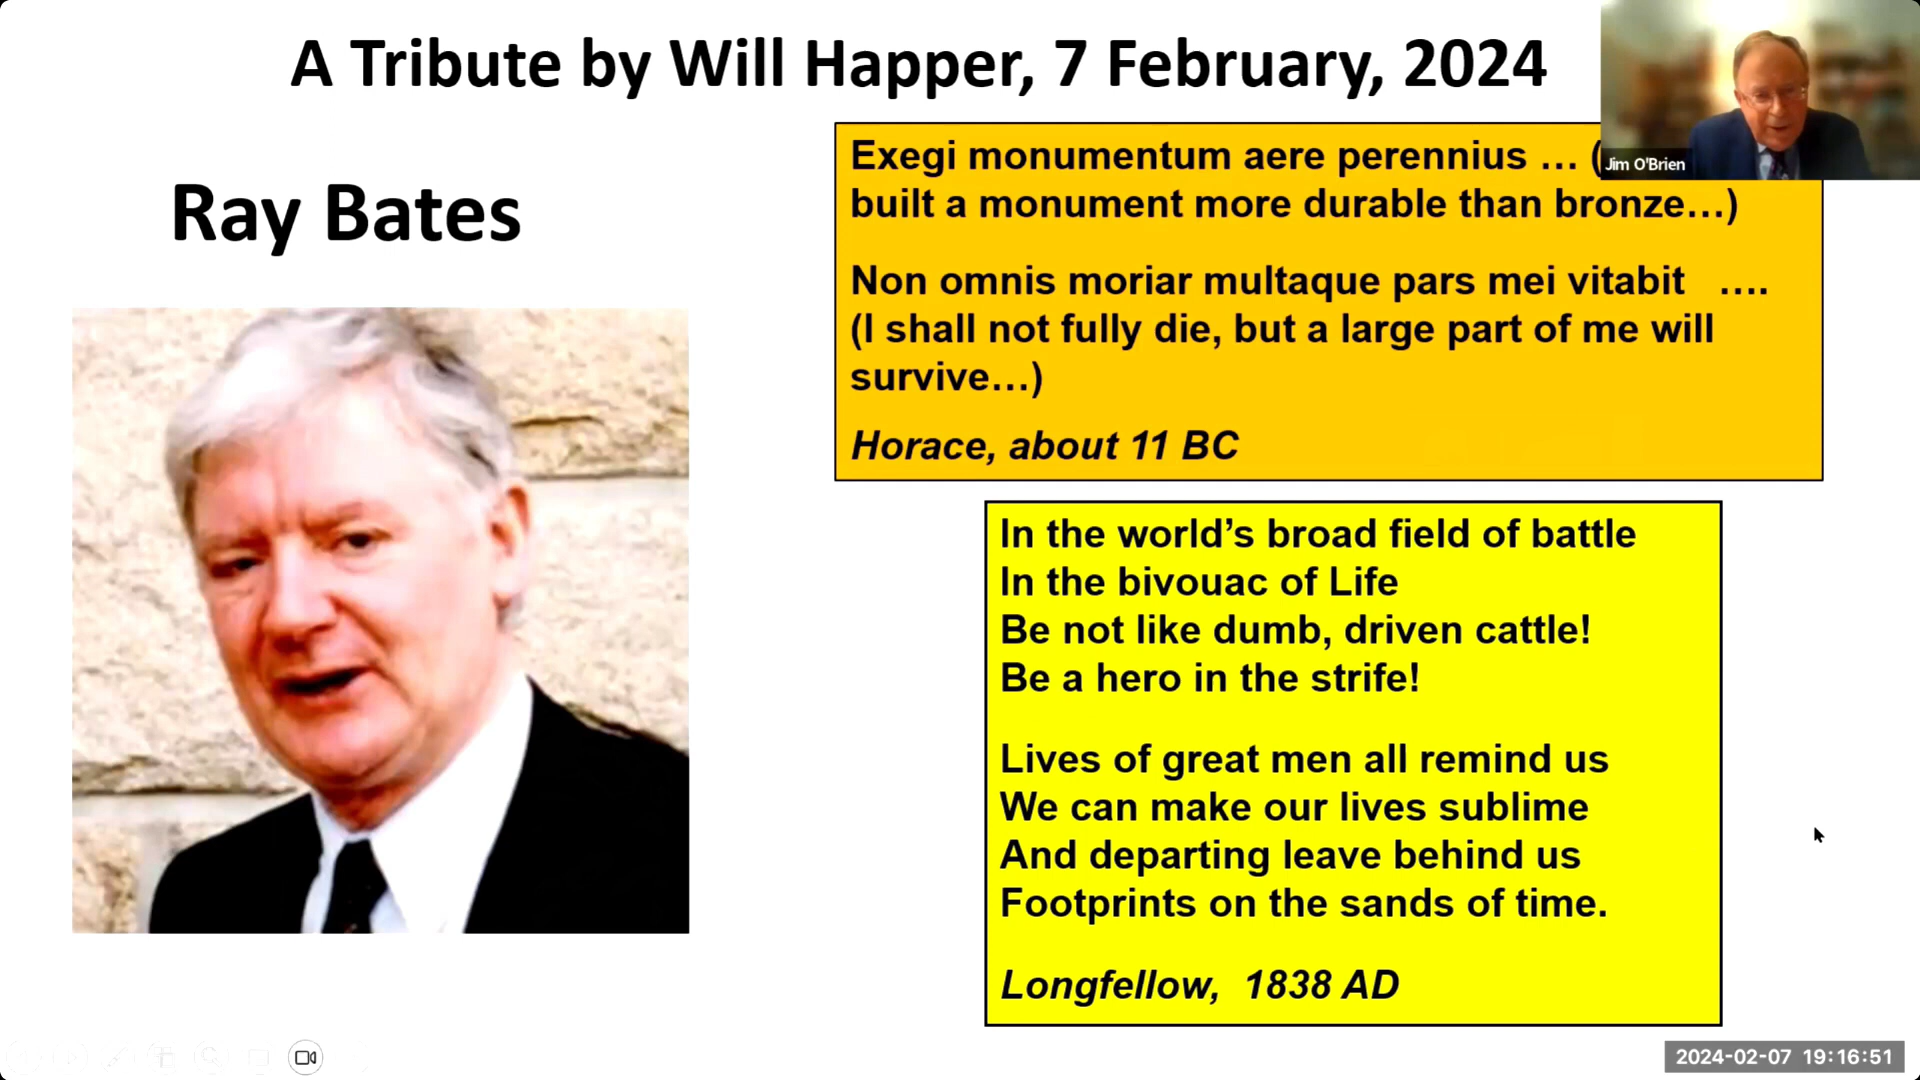 A Tribute by Will Happer, 7 February, 2024
Ray Bates
Exegi monumentum aere perennius … (
built a monument more durable than bronze…)
Non omnis moriar multaque pars mei vitabit ….
(I shall not fully die, but a large part of me will
survive…)
Horace, about 11 BC
Jim O'Brien
In the world’s broad field of battle
In the bivouac of Life
Be not like dumb, driven cattle!
Be a hero in the strife!
Lives of great men all remind us
We can make our lives sublime
And departing leave behind us
Footprints on the sands of time.
Longfellow, 1838 AD
2024-02-07 19:16:51